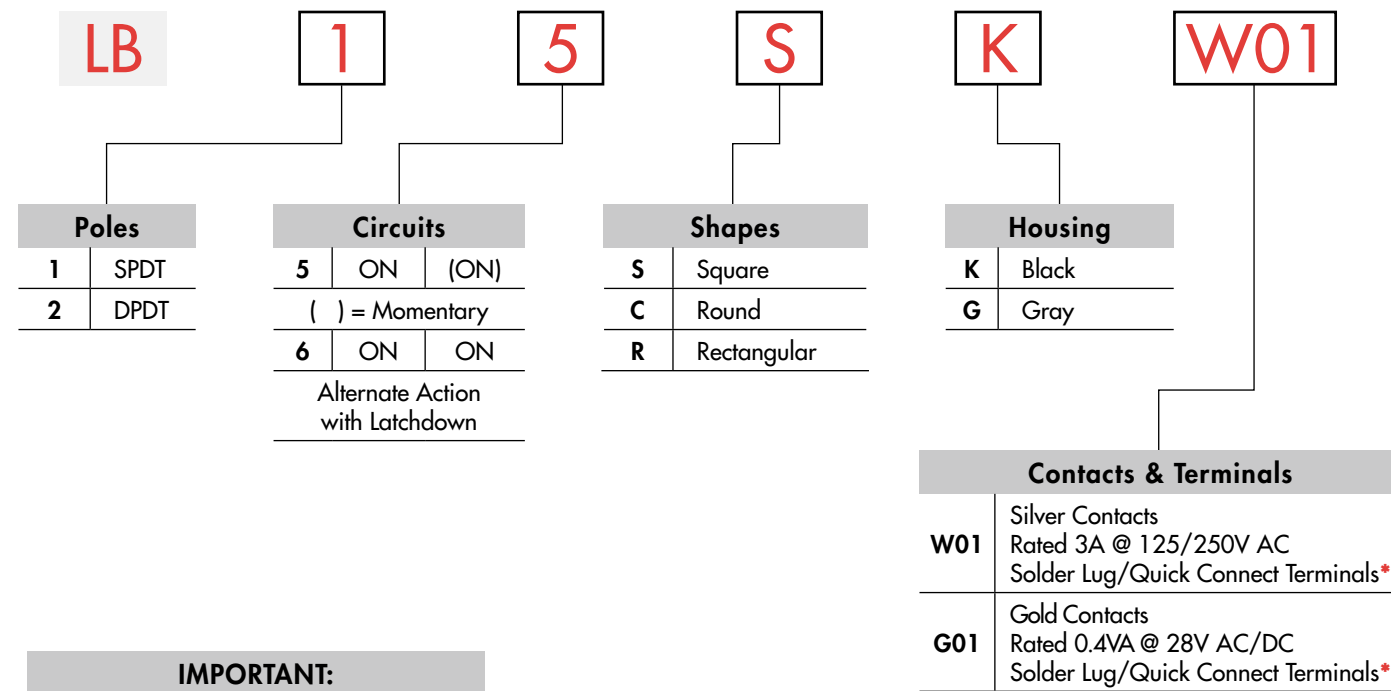 LB 1 5 S K W01
Poles
1 SPDT
2 DPDT
Circuits
5 ON (ON)
( ) = Momentary
6 ON ON
Alternate Action
with Latchdown
Shapes
S Square
C Round
R Rectangular
Housing
K Black
G Gray
Contacts & Terminals
W01 Silver Contacts
Rated 3A @ 125/250V AC
Solder Lug/Quick Connect Terminals*
G01 Gold Contacts
Rated 0.4VA @ 28V AC/DC
Solder Lug/Quick Connect Terminals*
IMPORTANT: